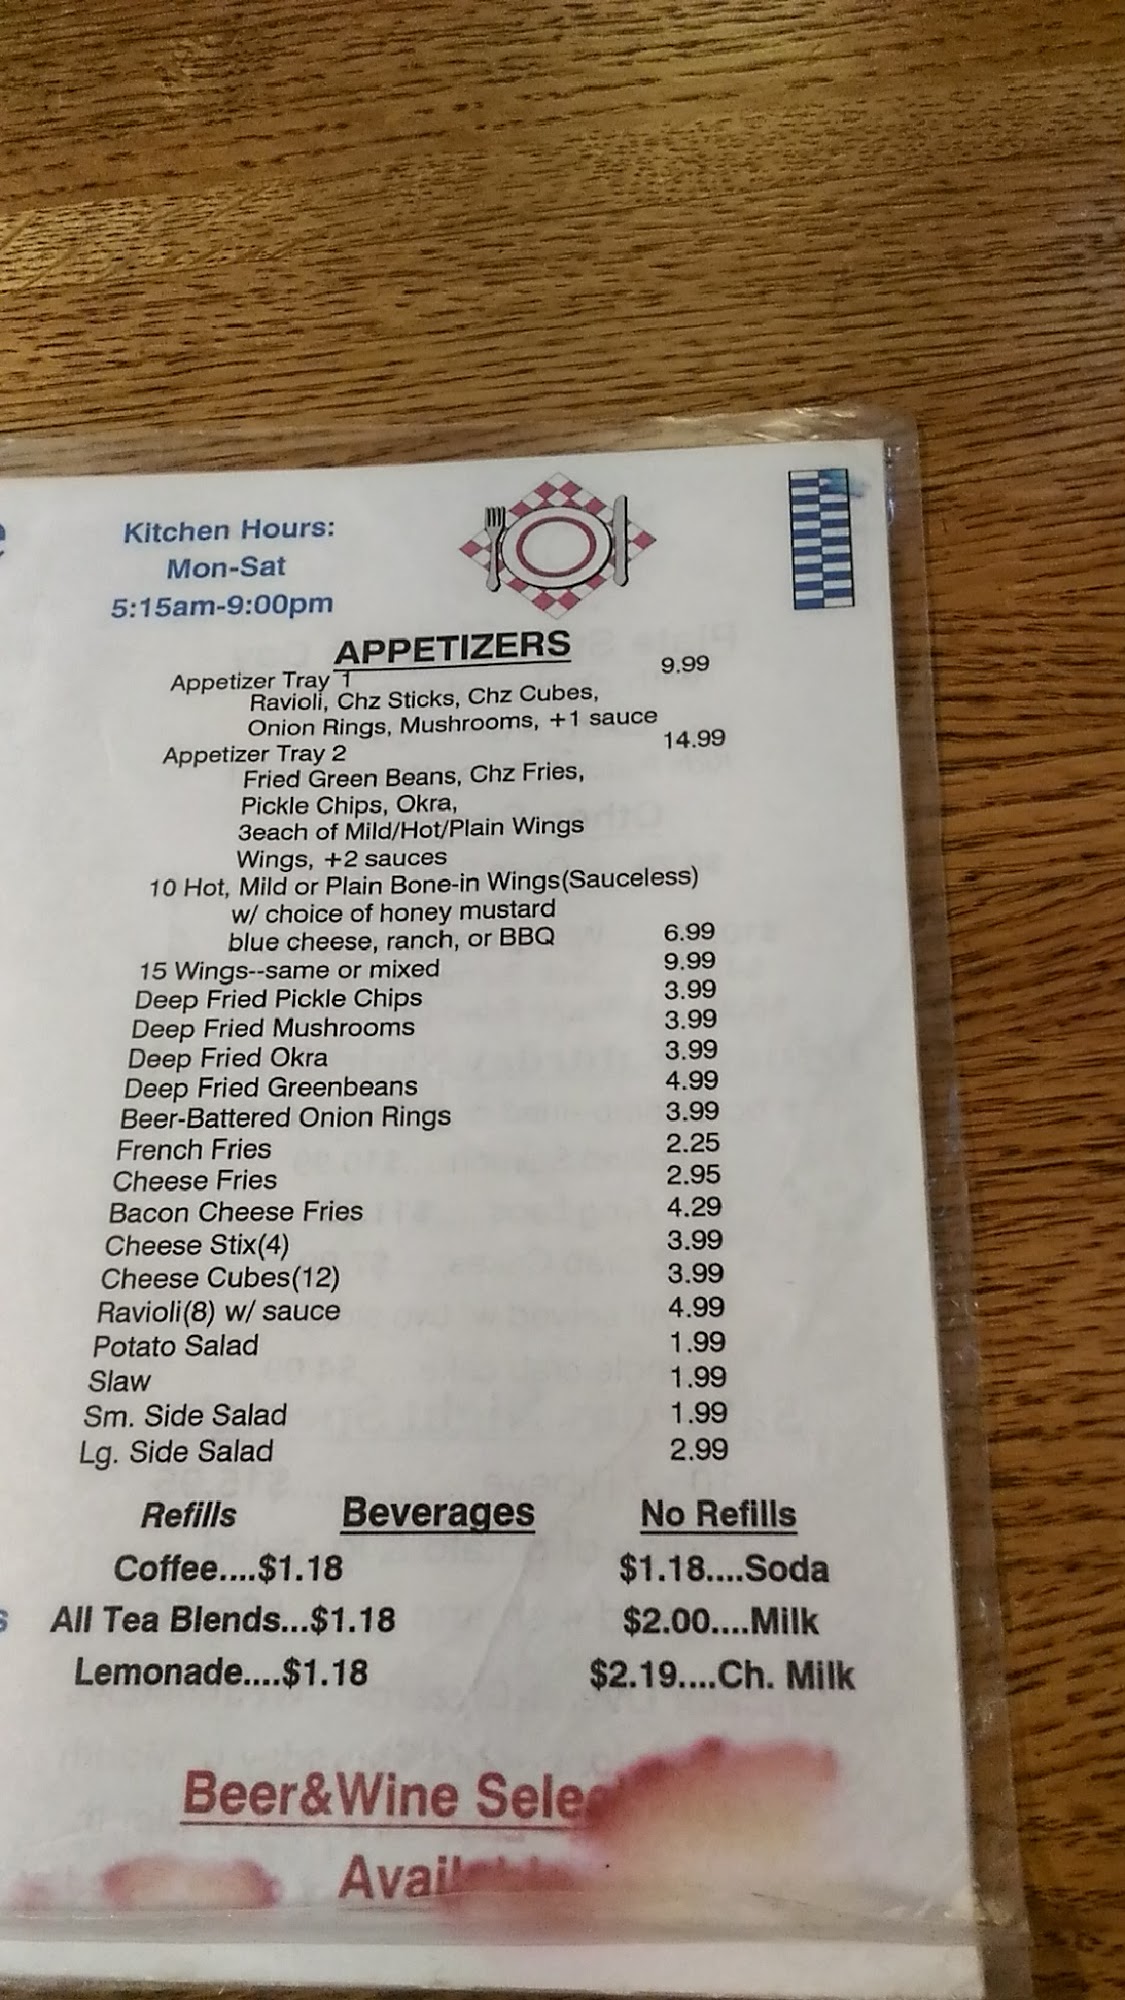 Kitchen Hours:
Mon-Sat
5:15am-9:00pm
APPETIZERS
Appetizer Tray 1 9.99
Ravioli, Chz Sticks, Chz Cubes,
Onion Rings, Mushrooms, +1 sauce
Appetizer Tray 2 14.99
Fried Green Beans, Chz Fries,
Pickle Chips, Okra,
3each of Mild/Hot/Plain Wings
Wings, +2 sauces
10 Hot, Mild or Plain Bone-in Wings(Sauceless)
w/ choice of honey mustard
blue cheese, ranch, or BBQ 6.99
15 Wings--same or mixed 9.99
Deep Fried Pickle Chips 3.99
Deep Fried Mushrooms 3.99
Deep Fried Okra 3.99
Deep Fried Greenbeans 4.99
Beer-Battered Onion Rings 3.99
French Fries 2.25
Cheese Fries 2.95
Bacon Cheese Fries 4.29
Cheese Stix(4) 3.99
Cheese Cubes(12) 3.99
Ravioli(8) w/ sauce 4.99
Potato Salad 1.99
Slaw 1.99
Sm. Side Salad 1.99
Lg. Side Salad 2.99
Refills Beverages No Refills
Coffee....$1.18 $1.18....Soda
All Tea Blends...$1.18 $2.00....Milk
Lemonade....$1.18 $2.19....Ch. Milk
Beer&Wine